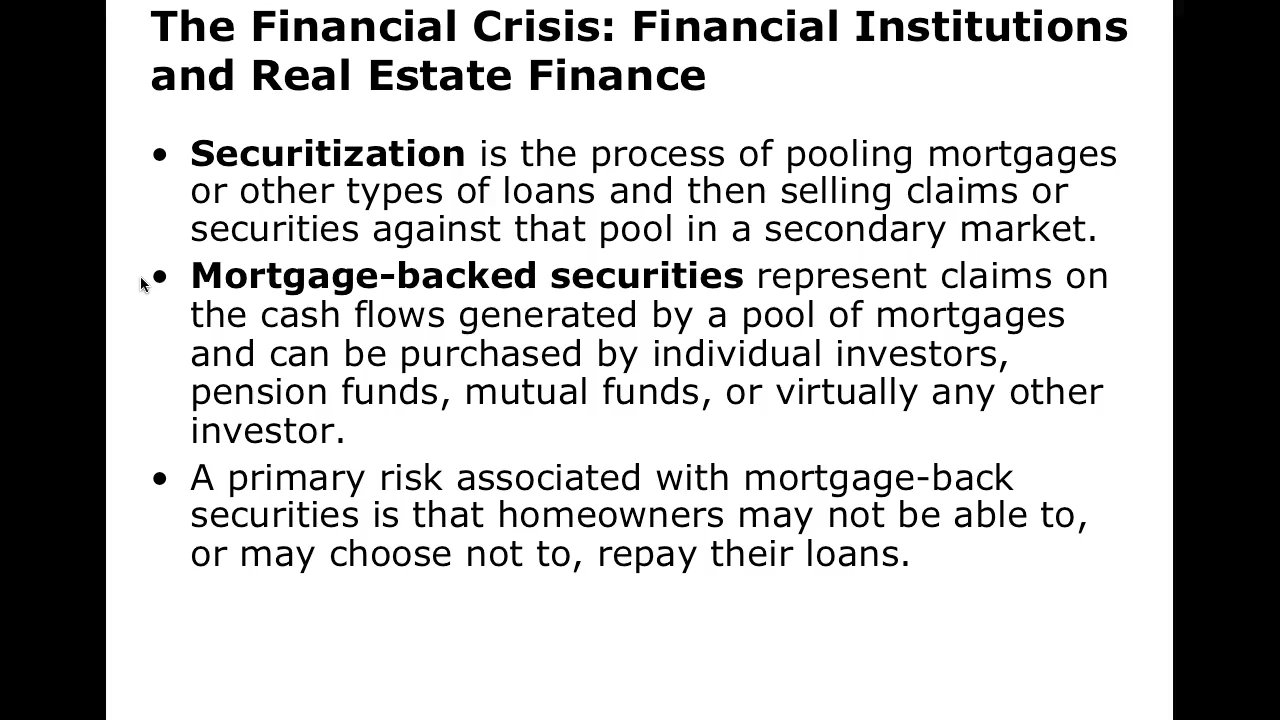 The Financial Crisis: Financial Institutions
and Real Estate Finance
• Securitization is the process of pooling mortgages
or other types of loans and then selling claims or
securities against that pool in a secondary market.
• Mortgage-backed securities represent claims on
the cash flows generated by a pool of mortgages
and can be purchased by individual investors,
pension funds, mutual funds, or virtually any other
investor.
• A primary risk associated with mortgage-back
securities is that homeowners may not be able to,
or may choose not to, repay their loans.